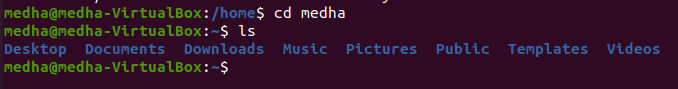 medha@medha-VirtualBox:/home$ cd medha
medha@medha-VirtualBox:~$ ls
Desktop  Documents  Downloads  Music  Pictures  Public  Templates  Videos
medha@medha-VirtualBox:~$